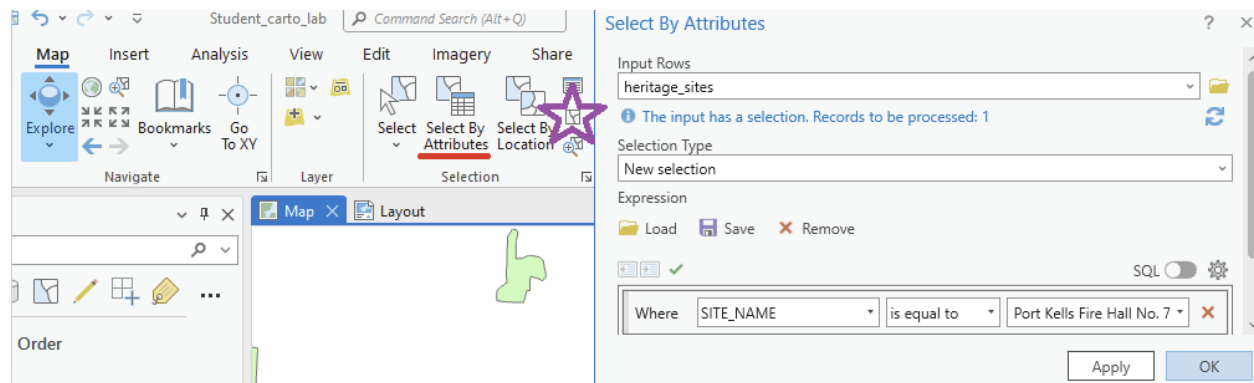 Student_carto_lab
Command Search (Alt+Q)
Map Insert Analysis View Edit Imagery Share
Explore
Bookmarks
Go To XY
Select
Select By Attributes
Select By Location
Navigate
Layer
Selection
Map
Layout
...
Order
Select By Attributes
?
Input Rows
heritage_sites
The input has a selection. Records to be processed: 1
Selection Type
New selection
Expression
Load Save Remove
SQL
Where SITE_NAME is equal to Port Kells Fire Hall No. 7
Apply OK